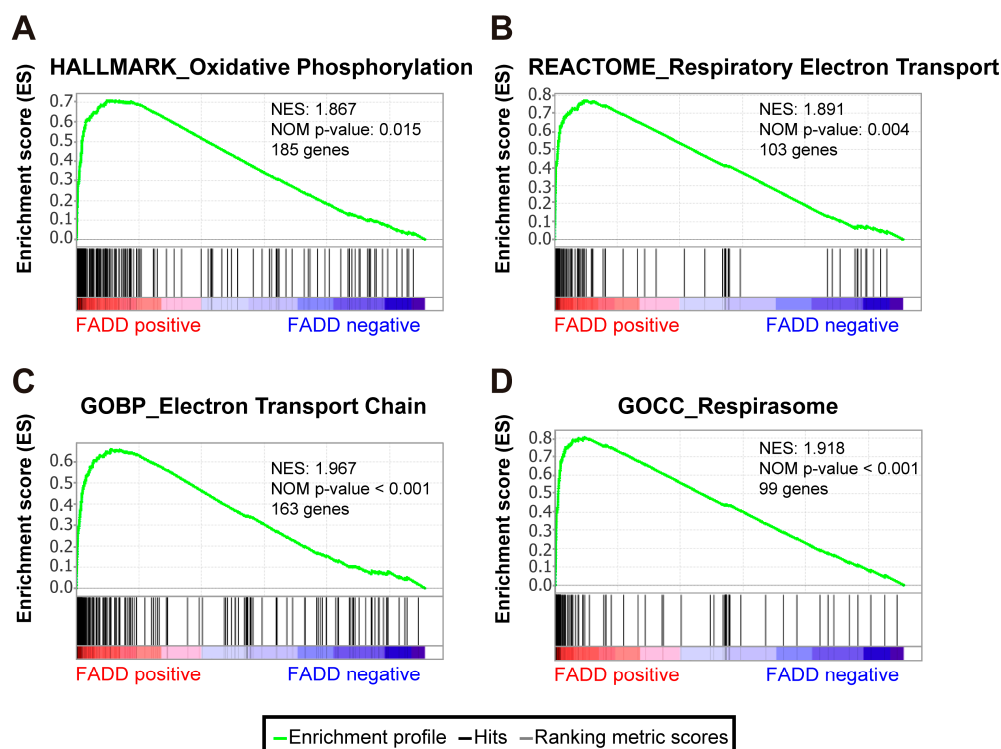 A
HALLMARK_Oxidative Phosphorylation
Enrichment score (ES)
0.7
0.6
0.5
0.4
0.3
0.2
0.1
0.0
NES: 1.867
NOM p-value: 0.015
185 genes
FADD positive
FADD negative
B
REACTOME_Respiratory Electron Transport
Enrichment score (ES)
0.8
0.7
0.6
0.5
0.4
0.3
0.2
0.1
0.0
NES: 1.891
NOM p-value: 0.004
103 genes
FADD positive
FADD negative
C
GOBP_Electron Transport Chain
Enrichment score (ES)
0.6
0.5
0.4
0.3
0.2
0.1
0.0
NES: 1.967
NOM p-value < 0.001
163 genes
FADD positive
FADD negative
D
GOCC_Respirasome
Enrichment score (ES)
0.8
0.7
0.6
0.5
0.4
0.3
0.2
0.1
0.0
NES: 1.918
NOM p-value < 0.001
99 genes
FADD positive
FADD negative
Enrichment profile Hits Ranking metric scores